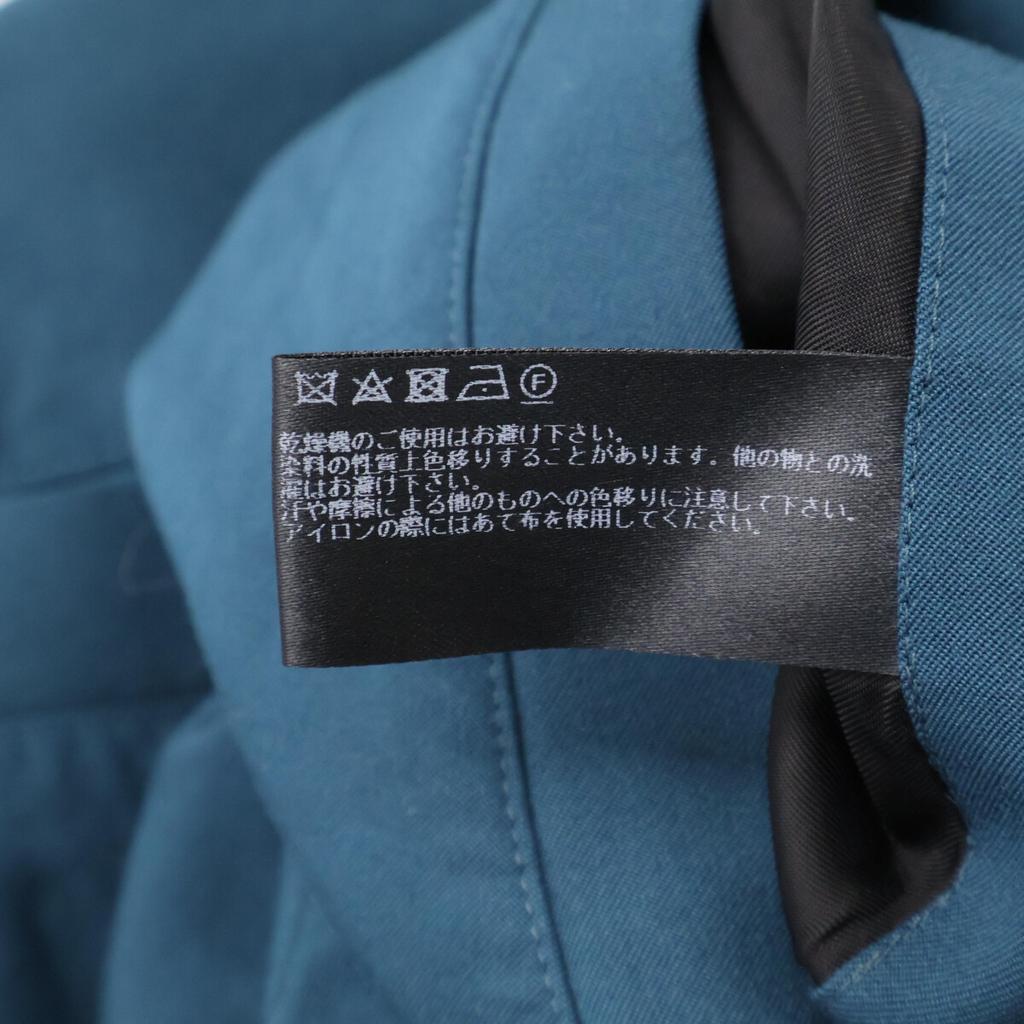 F
乾燥機のご使用はお避け下さい。
染料の性質上色移りすることがあります。他の物との洗
濯はお避け下さい。
汗や摩擦による他のものへの色移りに注意して下さい。
アイロンの際にはあて布を使用してください。